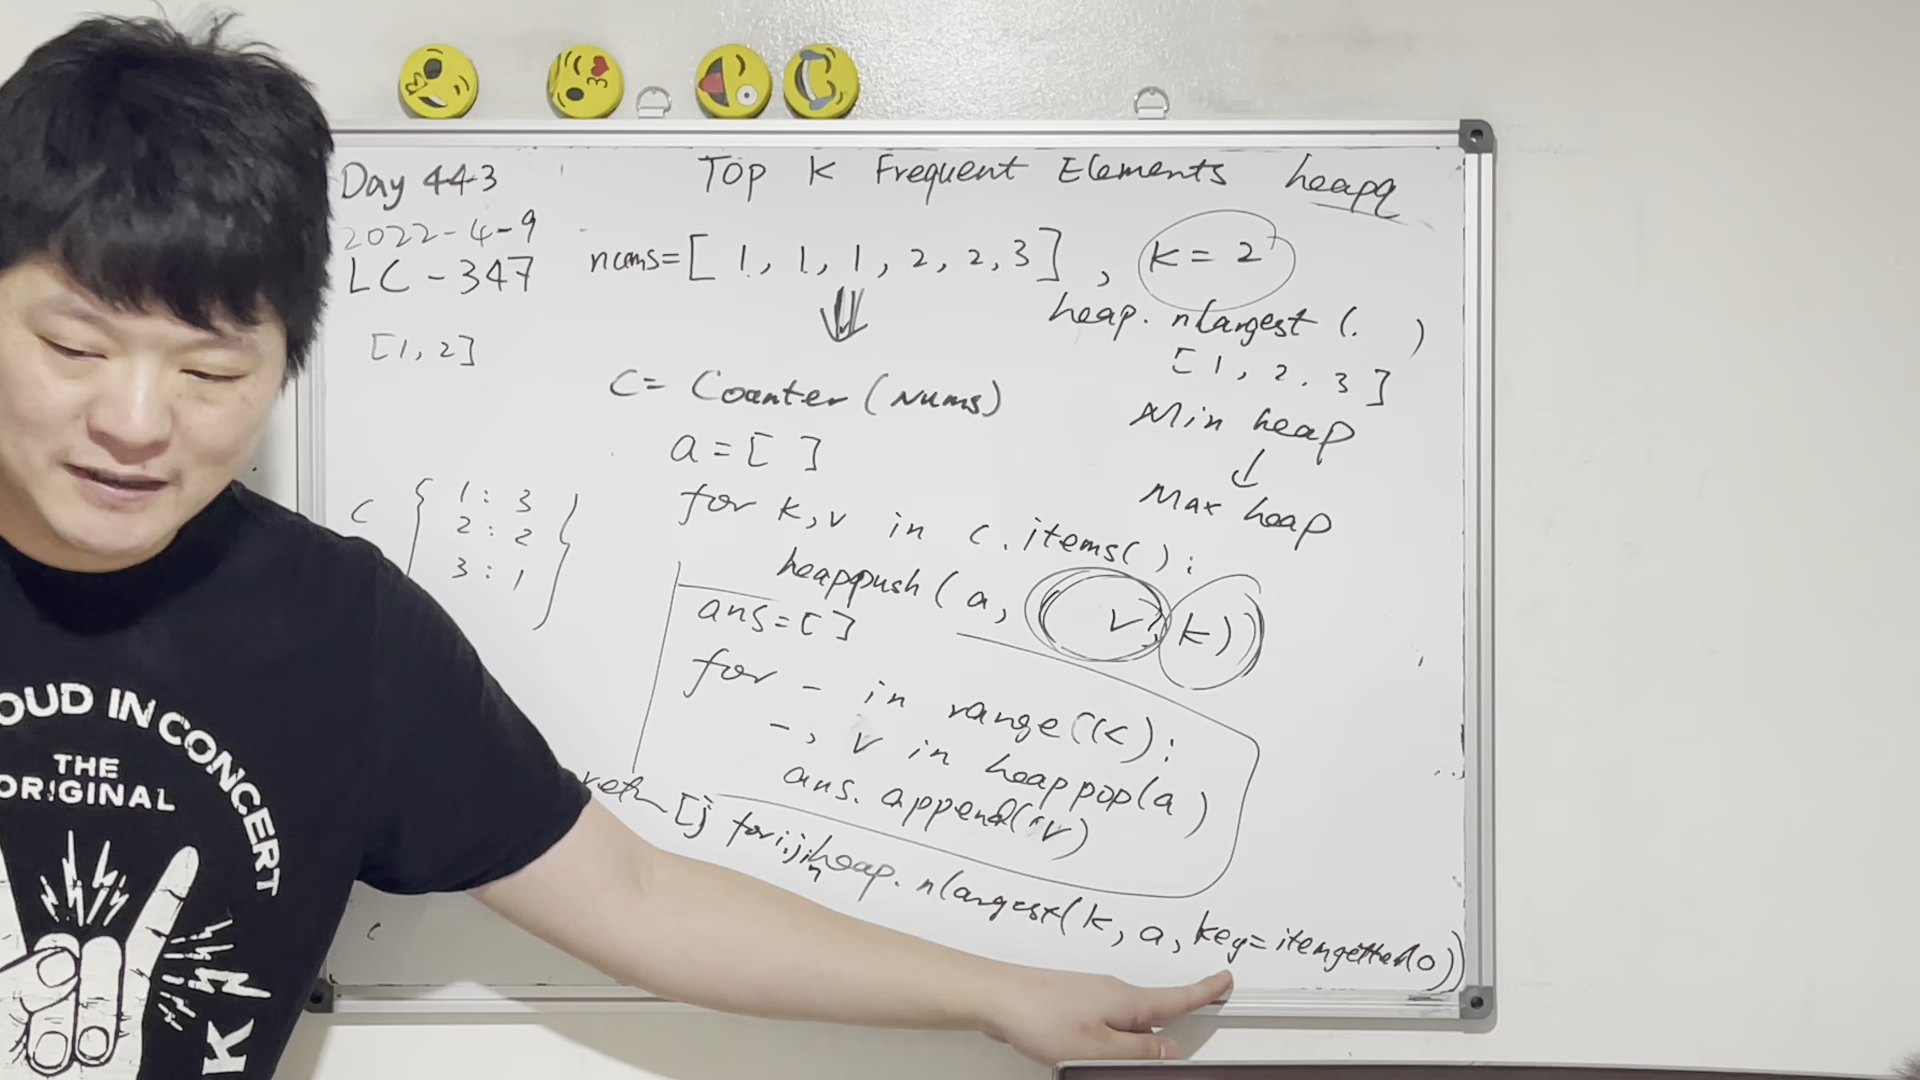 Day 443
2022-4-9
LC-347
[1,2]
Top K Frequent Elements heapq
nums=[1,1,1,2,2,3], K=2
heap.nlargest(. )
[1,2.3]
Min heap
Max heap
C=Counter(Nums)
a=[ ]
for k,v in c.items():
heappush(a, v,k))
ans=[]
for - in range(k):
-, v in heappop(a)
ans.append(v)
[j for i,j in heap.nlargest(k, a, key=itemgetter(0))
C { 1:3
2:2
3:1 }
OUD IN CONCERT
THE
ORIGINAL
K